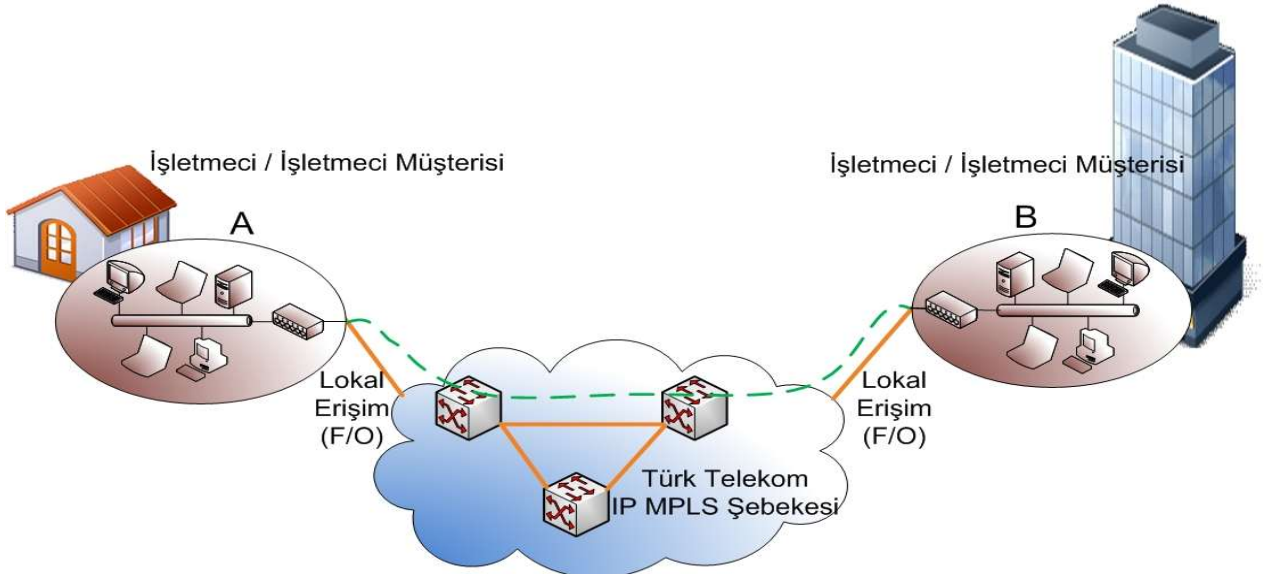 İşletmeci / İşletmeci Müşterisi
A
İşletmeci / İşletmeci Müşterisi
B
Lokal
Erişim
(F/O)
Lokal
Erişim
(F/O)
Türk Telekom
IP MPLS Şebekesi